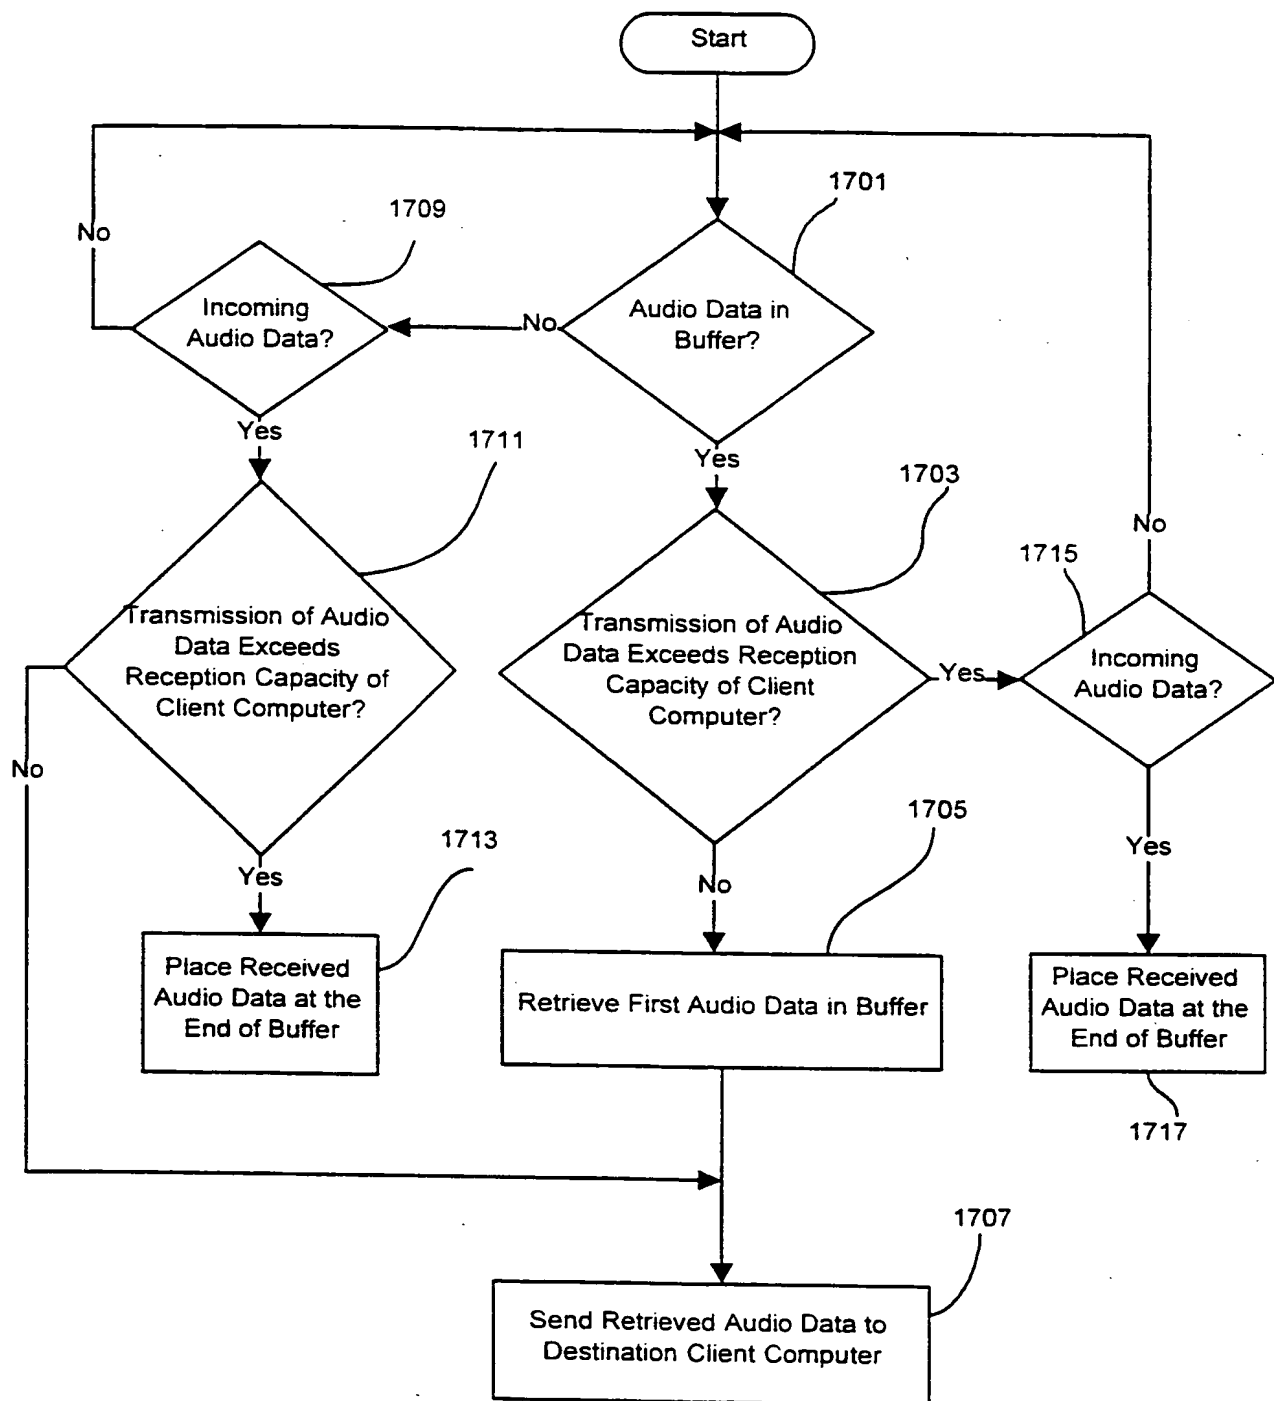 Start
1701
1709
No
Incoming
Audio Data?
No
Audio Data in
Buffer?
Yes
1711
Yes
1703
No
1715
Transmission of Audio
Data Exceeds
Reception Capacity of
Client Computer?
Transmission of Audio
Data Exceeds Reception
Capacity of Client
Computer?
Yes
Incoming
Audio Data?
No
1713
1705
Yes
Yes
No
Place Received
Audio Data at the
End of Buffer
Retrieve First Audio Data in Buffer
Place Received
Audio Data at the
End of Buffer
1717
1707
Send Retrieved Audio Data to
Destination Client Computer